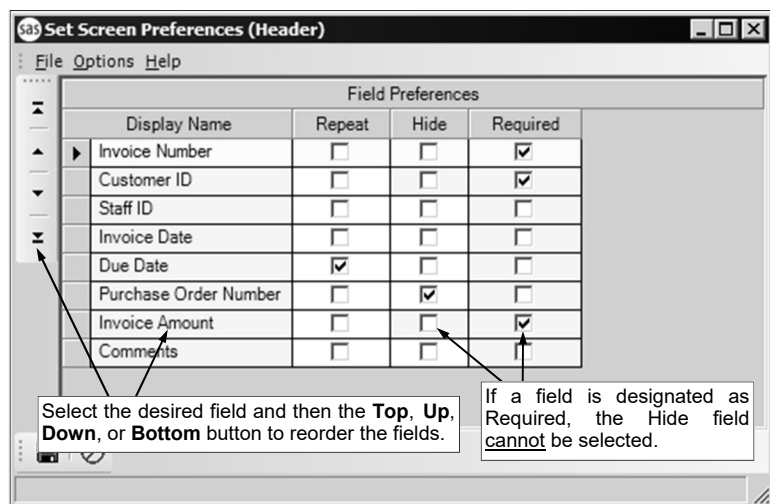 sas Set Screen Preferences (Header)
File Options Help
Field Preferences
Display Name Repeat Hide Required
Invoice Number
Customer ID
Staff ID
Invoice Date
Due Date
Purchase Order Number
Invoice Amount
Comments
Select the desired field and then the Top, Up,
Down, or Bottom button to reorder the fields.
If a field is designated as
Required, the Hide field
cannot be selected.